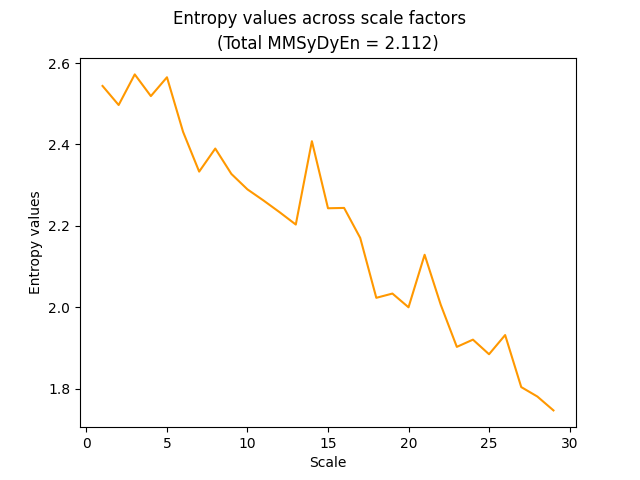 Entropy values across scale factors
(Total MMSyDyEn = 2.112)
2.6
2.4
2.2
2.0
1.8
Entropy values
0 5 10 15 20 25 30
Scale